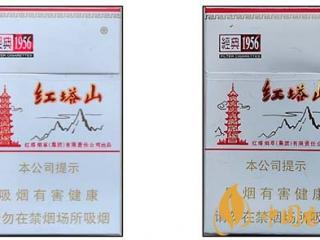 經典1956
FILTER CIGARETTES
红塔山
红塔烟草(集团)有限责任公司出品
本公司提示
吸烟有害健康
请勿在禁烟场所吸烟
經典1956
FILTER CIGARETTES
红塔山
红塔烟草(集团)有限责任公司出品
本公司提示
烟有害健康
请勿在禁烟场所